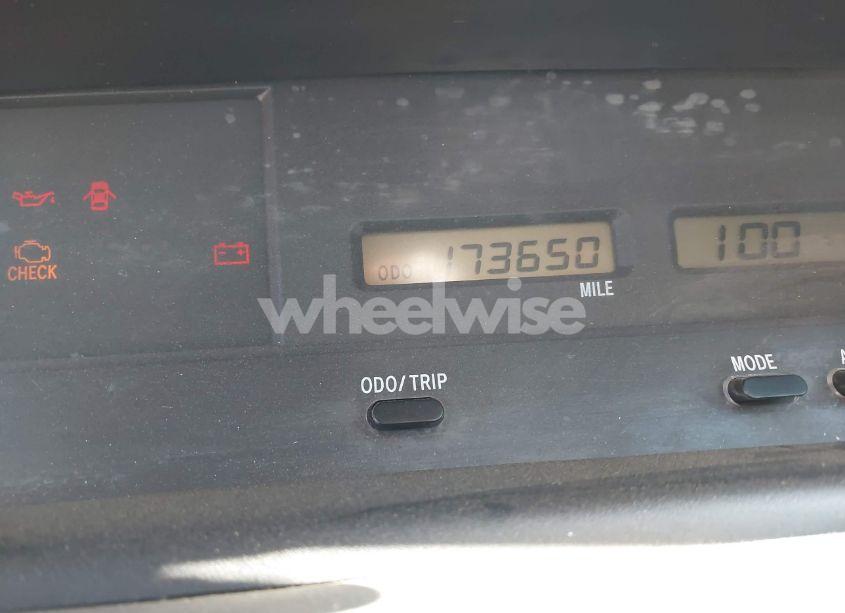 ODO 173650
100
CHECK
MILE
wheelwise
MODE
ODO/TRIP